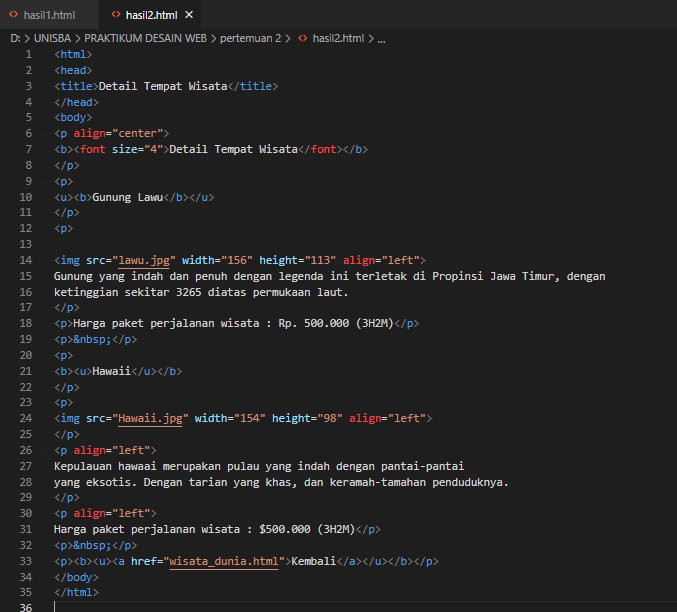 hasil1.html hasil2.html
D: > UNISBA > PRAKTIKUM DESAIN WEB > pertemuan 2 > hasil2.html > ...
1 <html>
2 <head>
3 <title>Detail Tempat Wisata</title>
4 </head>
5 <body>
6 <p align="center">
7 <b><font size="4">Detail Tempat Wisata</font></b>
8 </p>
9 <p>
10 <u><b>Gunung Lawu</b></u>
11 </p>
12 <p>
13
14 <img src="lawu.jpg" width="156" height="113" align="left">
15 Gunung yang indah dan penuh dengan legenda ini terletak di Propinsi Jawa Timur, dengan
16 ketinggian sekitar 3265 diatas permukaan laut.
17 </p>
18 <p>Harga paket perjalanan wisata : Rp. 500.000 (3H2M)</p>
19 <p>&nbsp;</p>
20 <p>
21 <b><u>Hawaii</u></b>
22 </p>
23 <p>
24 <img src="Hawaii.jpg" width="154" height="98" align="left">
25 </p>
26 <p align="left">
27 Kepulauan hawaai merupakan pulau yang indah dengan pantai-pantai
28 yang eksotis. Dengan tarian yang khas, dan keramah-tamahan penduduknya.
29 </p>
30 <p align="left">
31 Harga paket perjalanan wisata : $500.000 (3H2M)</p>
32 <p>&nbsp;</p>
33 <p><b><u><a href="wisata_dunia.html">Kembali</a></u></b></p>
34 </body>
35 </html>
36